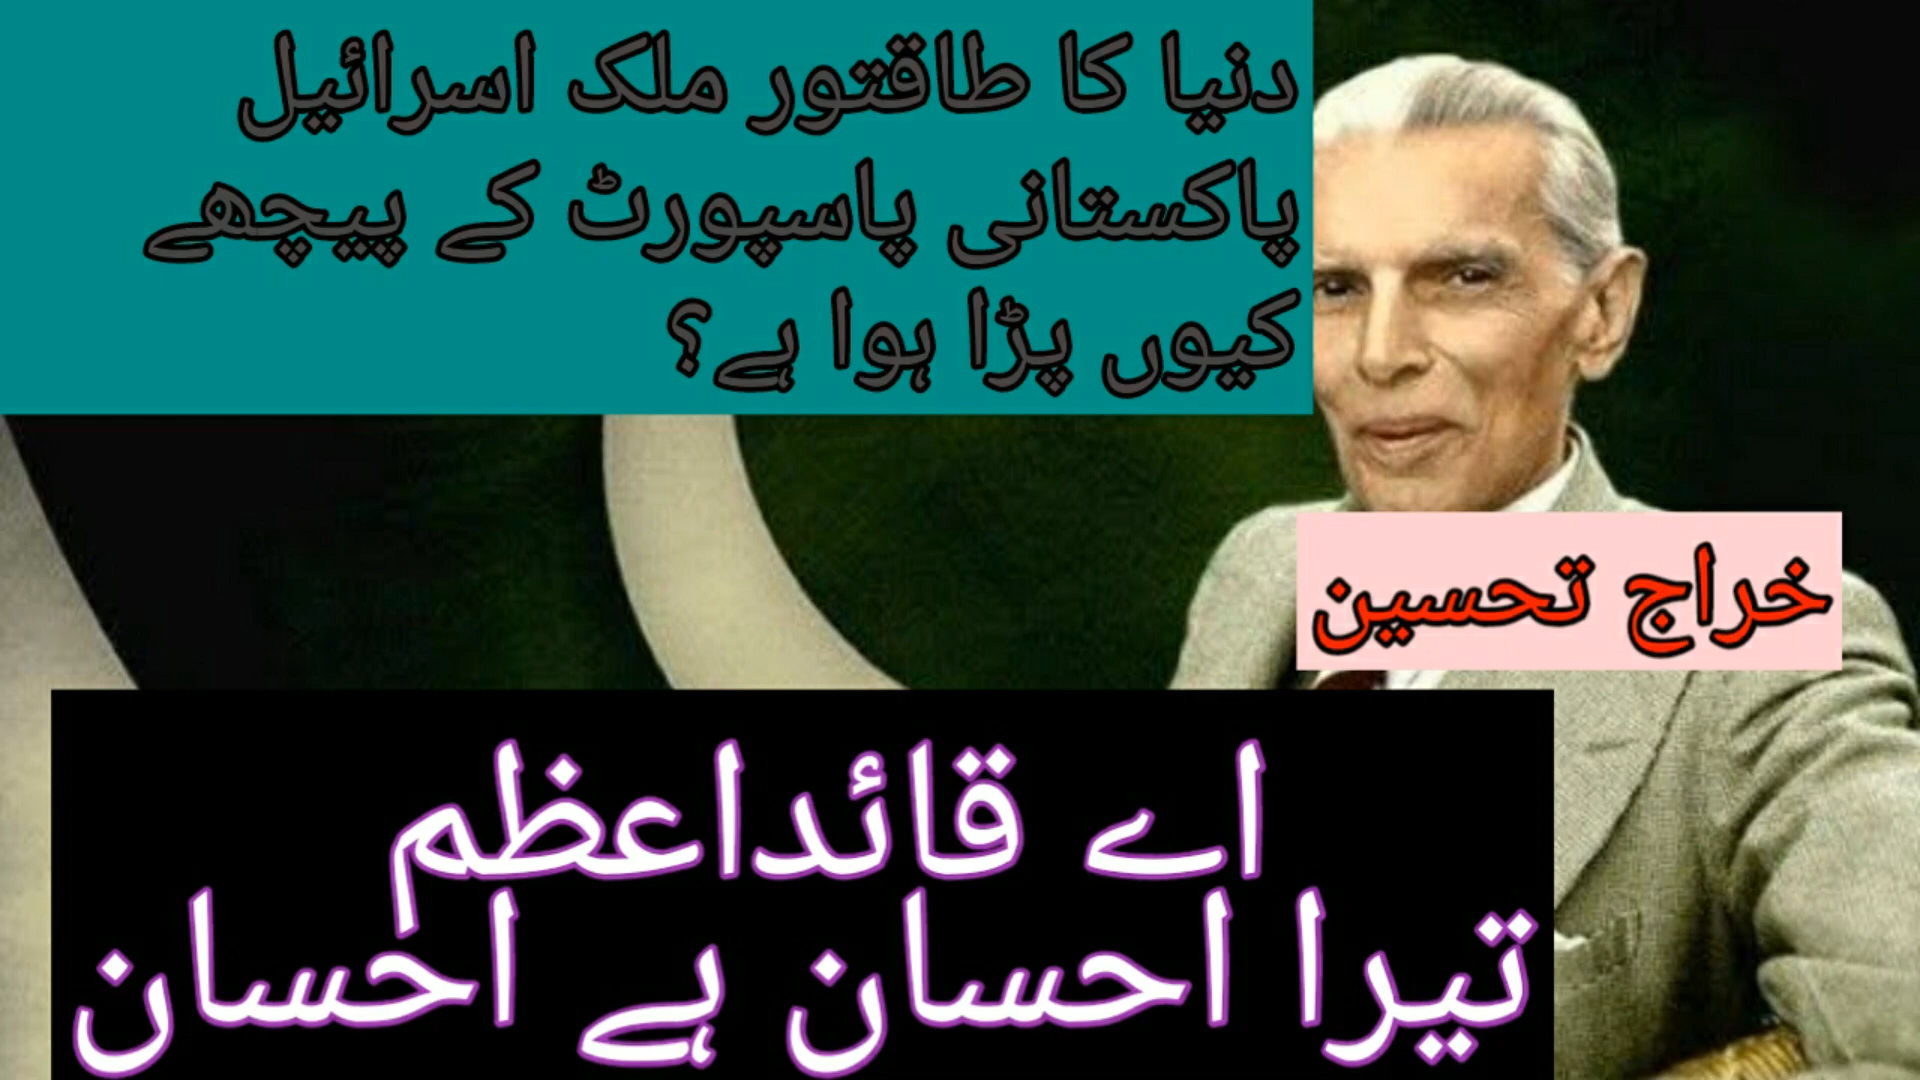 دنیا کا طاقتور ملک اسرائیل
پاکستانی پاسپورٹ کے پیچھے
کیوں پڑا ہوا ہے؟
خراج تحسین
اے قائداعظم
تیرا احسان ہے احسان